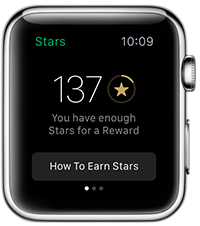 Stars 10:09
137
You have enough
Stars for a Reward
How To Earn Stars